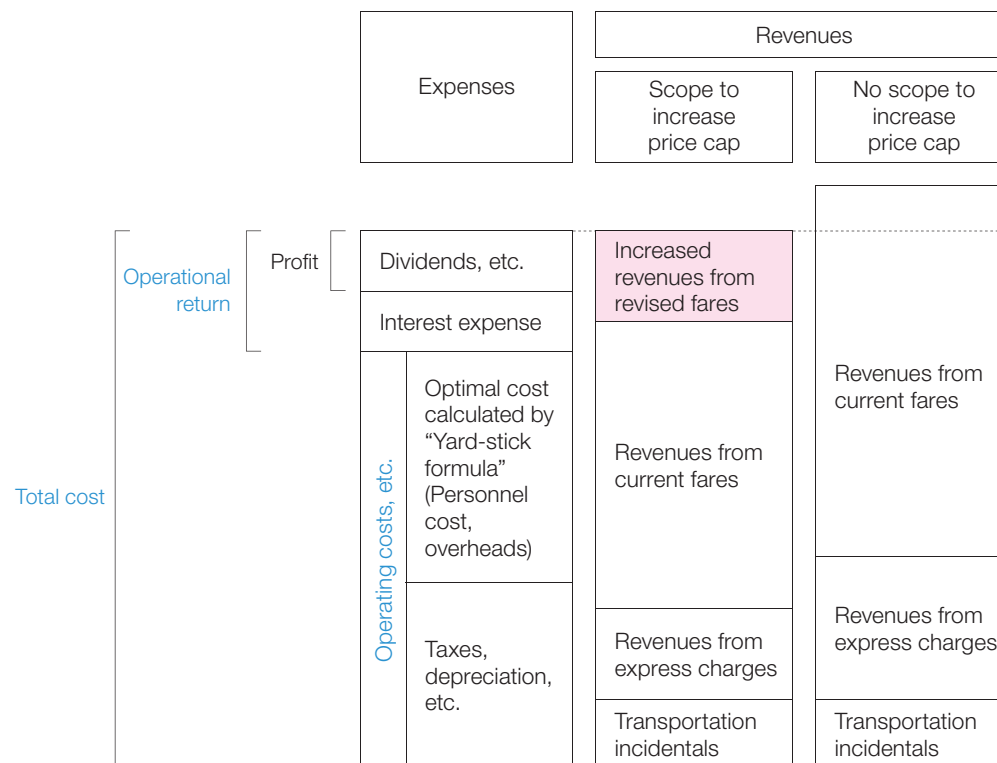 Expenses
Revenues
Scope to
increase
price cap
No scope to
increase
price cap
Total cost
Operational
return
Profit
Dividends, etc.
Interest expense
Operating costs, etc.
Optimal cost
calculated by
“Yard-stick
formula”
(Personnel
cost,
overheads)
Taxes,
depreciation,
etc.
Increased
revenues from
revised fares
Revenues from
current fares
Revenues from
express charges
Transportation
incidentals
Revenues from
current fares
Revenues from
express charges
Transportation
incidentals